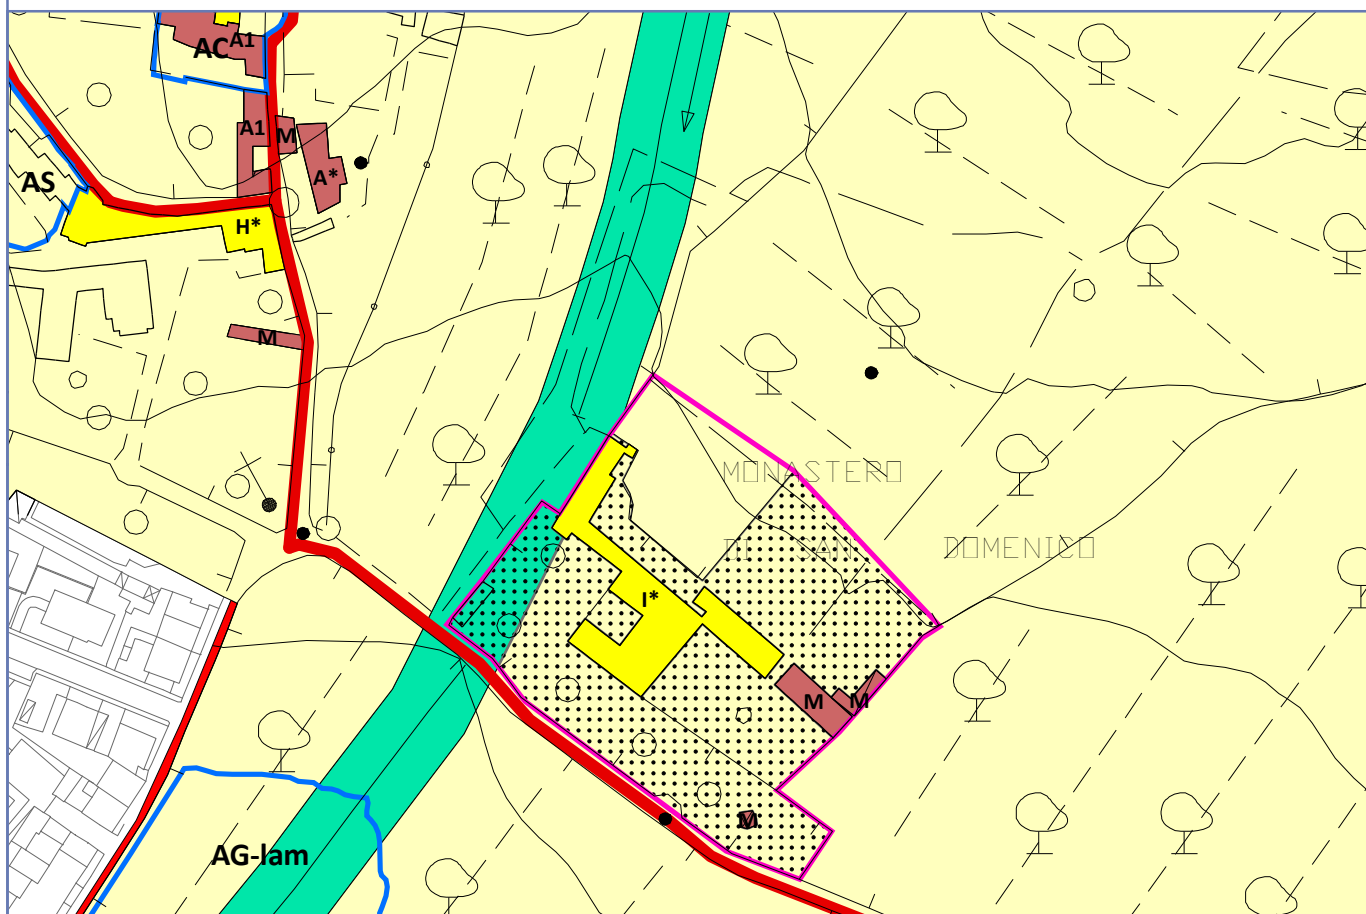 AC A1
A1 M
A*
AS
H*
M
MONASTERO
DI SAN DOMENICO
I*
M M
M
AG-lam